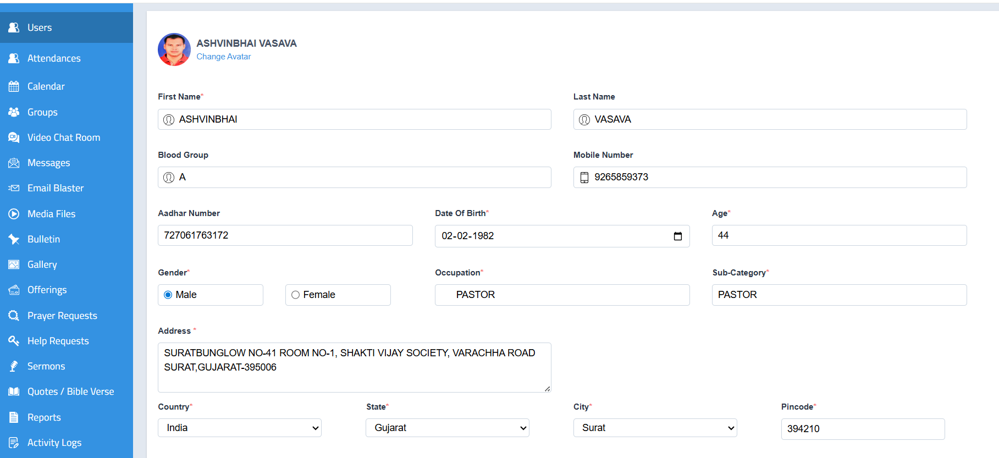 Users
Attendances
Calendar
Groups
Video Chat Room
Messages
Email Blaster
Media Files
Bulletin
Gallery
Offerings
Prayer Requests
Help Requests
Sermons
Quotes / Bible Verse
Reports
Activity Logs
ASHVINBHAI VASAVA
Change Avatar
First Name* Last Name
ASHVINBHAI VASAVA
Blood Group Mobile Number
A 9265859373
Aadhar Number Date Of Birth* Age*
727061763172 02-02-1982 44
Gender* Occupation* Sub-Category*
Male Female PASTOR PASTOR
Address *
SURATBUNGLOW NO-41 ROOM NO-1, SHAKTI VIJAY SOCIETY, VARACHHA ROAD
SURAT,GUJARAT-395006
Country* State* City* Pincode*
India Gujarat Surat 394210